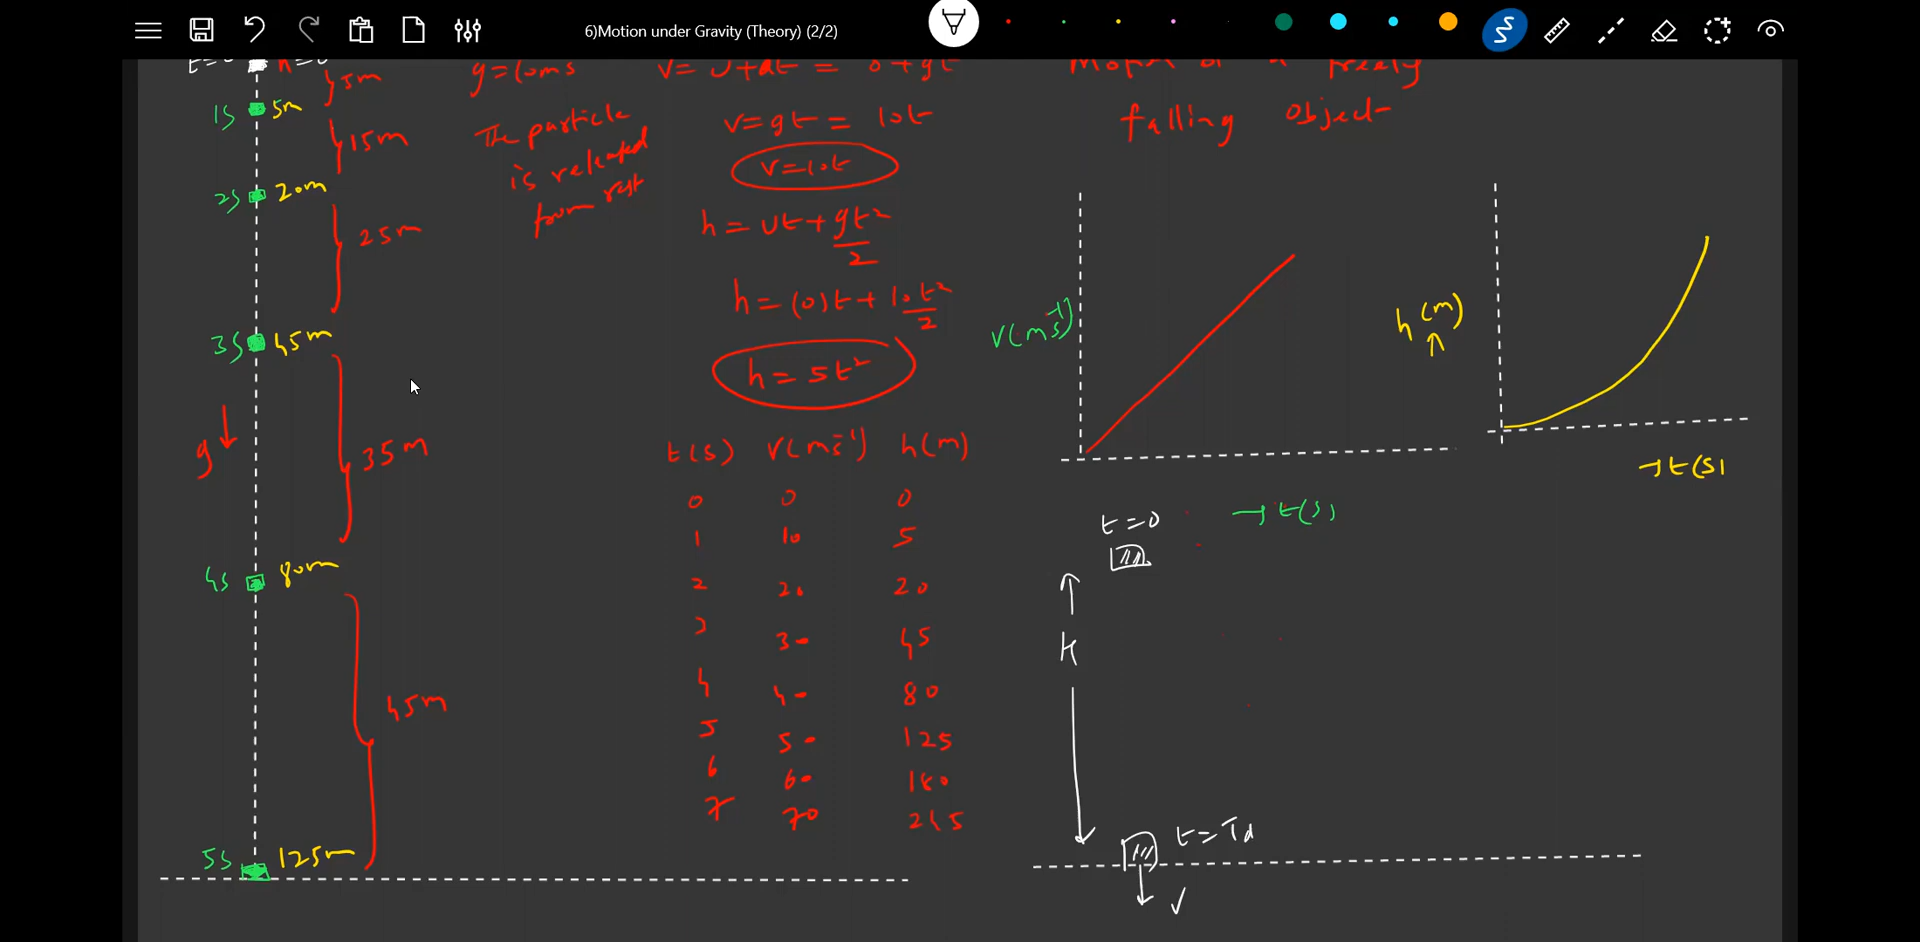 6)Motion under Gravity (Theory) (2/2)
5m
g=10ms
v= u+at = 0+gt
Motion of a freely
falling object
1s 5m
15m
The particle
is released
from rest
v=gt = 10t
v=10t
2s 20m
25m
h = ut + gt²
2
h = (0)t + 10t²
2
h = 5t²
3s 45m
g
35m
4s 80m
45m
5s 125m
t(s) v(ms⁻¹) h(m)
0 0 0
1 10 5
2 20 20
3 30 45
4 40 80
5 50 125
6 60 180
7 70 245
v(ms⁻¹)
→t(s)
h(m)
↑
→t(s)
t=0
H
t=Td
v